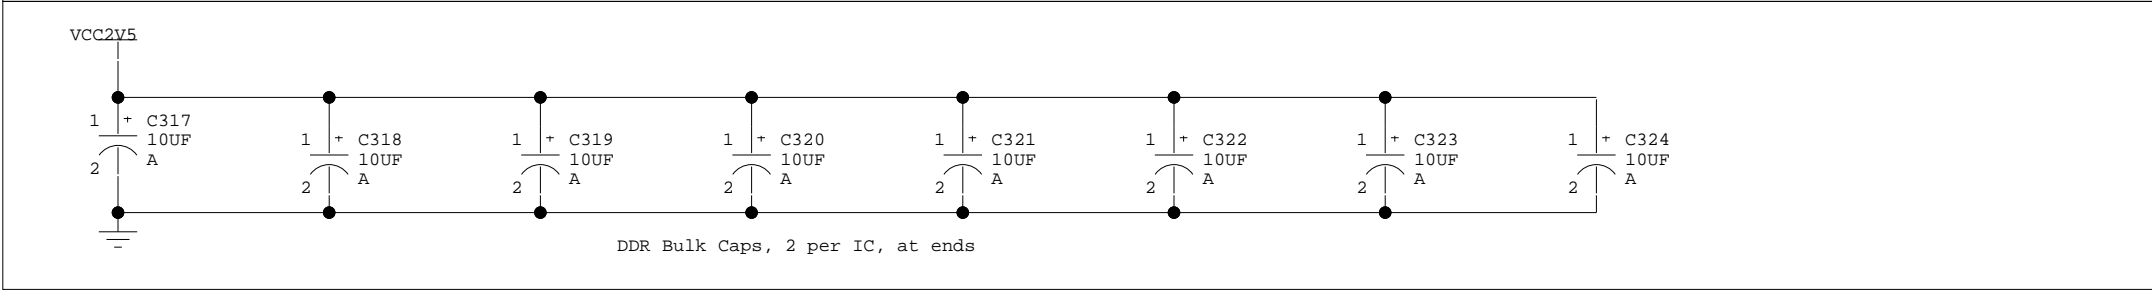 VCC2V5
1 + C317
10UF
A
2
1 + C318
10UF
A
2
1 + C319
10UF
A
2
1 + C320
10UF
A
2
1 + C321
10UF
A
2
1 + C322
10UF
A
2
1 + C323
10UF
A
2
1 + C324
10UF
A
2
DDR Bulk Caps, 2 per IC, at ends